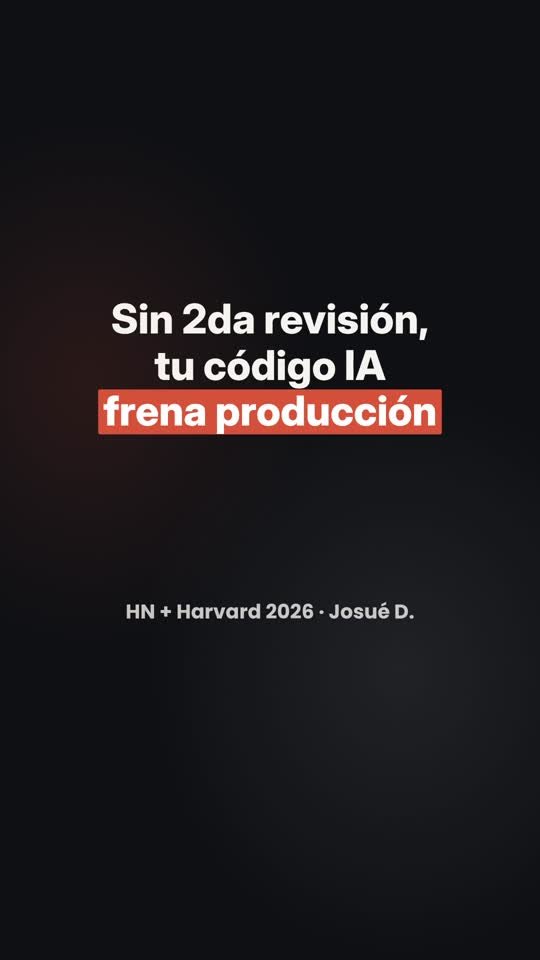 Sin 2da revisión,
tu código IA
frena producción
HN + Harvard 2026 · Josué D.